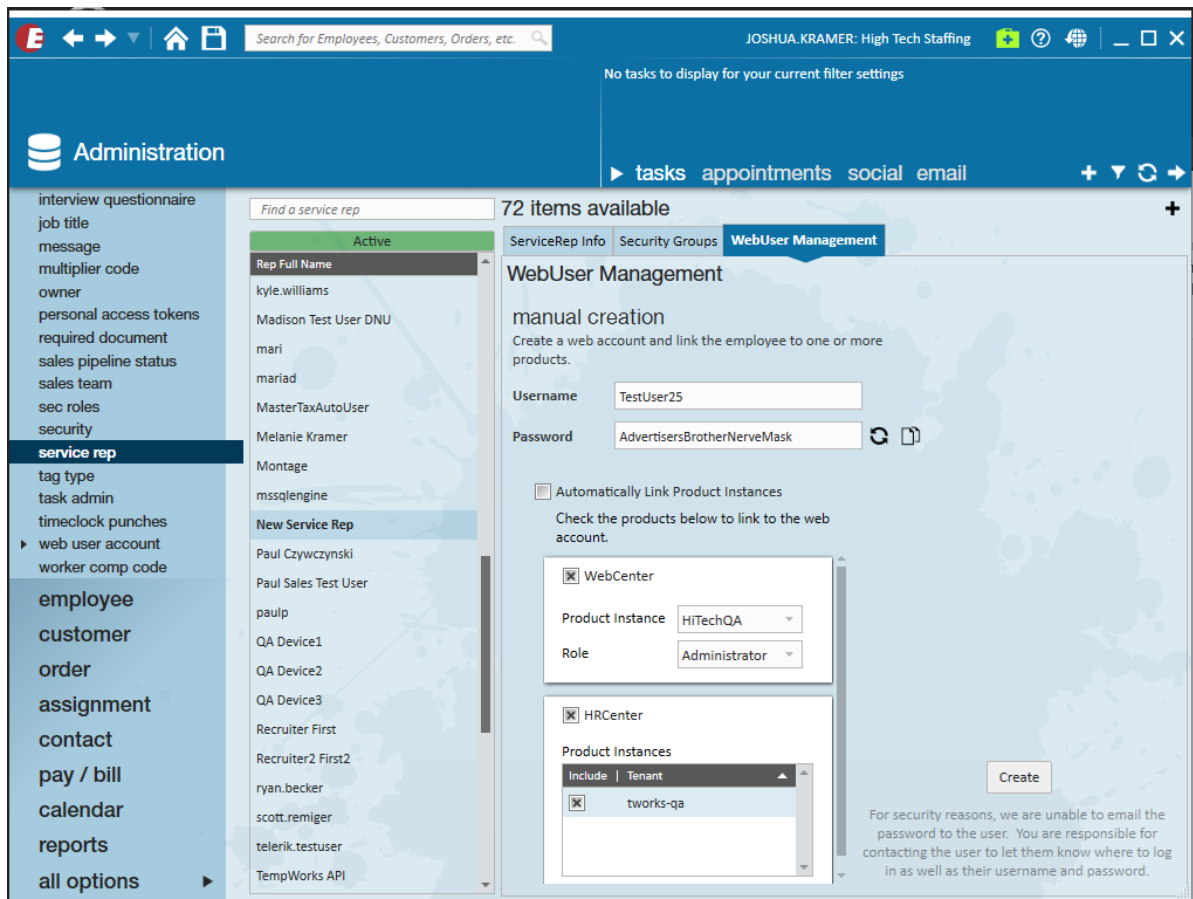 Search for Employees, Customers, Orders, etc.
JOSHUA.KRAMER: High Tech Staffing
No tasks to display for your current filter settings
Administration
tasks appointments social email
interview questionnaire
job title
message
multiplier code
owner
personal access tokens
required document
sales pipeline status
sales team
sec roles
security
service rep
tag type
task admin
timeclock punches
web user account
worker comp code
employee
customer
order
assignment
contact
pay / bill
calendar
reports
all options
Find a service rep
Active
Rep Full Name
kyle.williams
Madison Test User DNU
mari
mariad
MasterTaxAutoUser
Melanie Kramer
Montage
mssqlengine
New Service Rep
Paul Czywczynski
Paul Sales Test User
paulp
QA Device1
QA Device2
QA Device3
Recruiter First
Recruiter2 First2
ryan.becker
scott.remiger
telerik.testuser
TempWorks API
72 items available
ServiceRep Info Security Groups WebUser Management
WebUser Management
manual creation
Create a web account and link the employee to one or more
products.
Username TestUser25
Password AdvertisersBrotherNerveMask
Automatically Link Product Instances
Check the products below to link to the web
account.
WebCenter
Product Instance HiTechQA
Role Administrator
HRCenter
Product Instances
Include | Tenant
tworks-qa
Create
For security reasons, we are unable to email the
password to the user. You are responsible for
contacting the user to let them know where to log
in as well as their username and password.